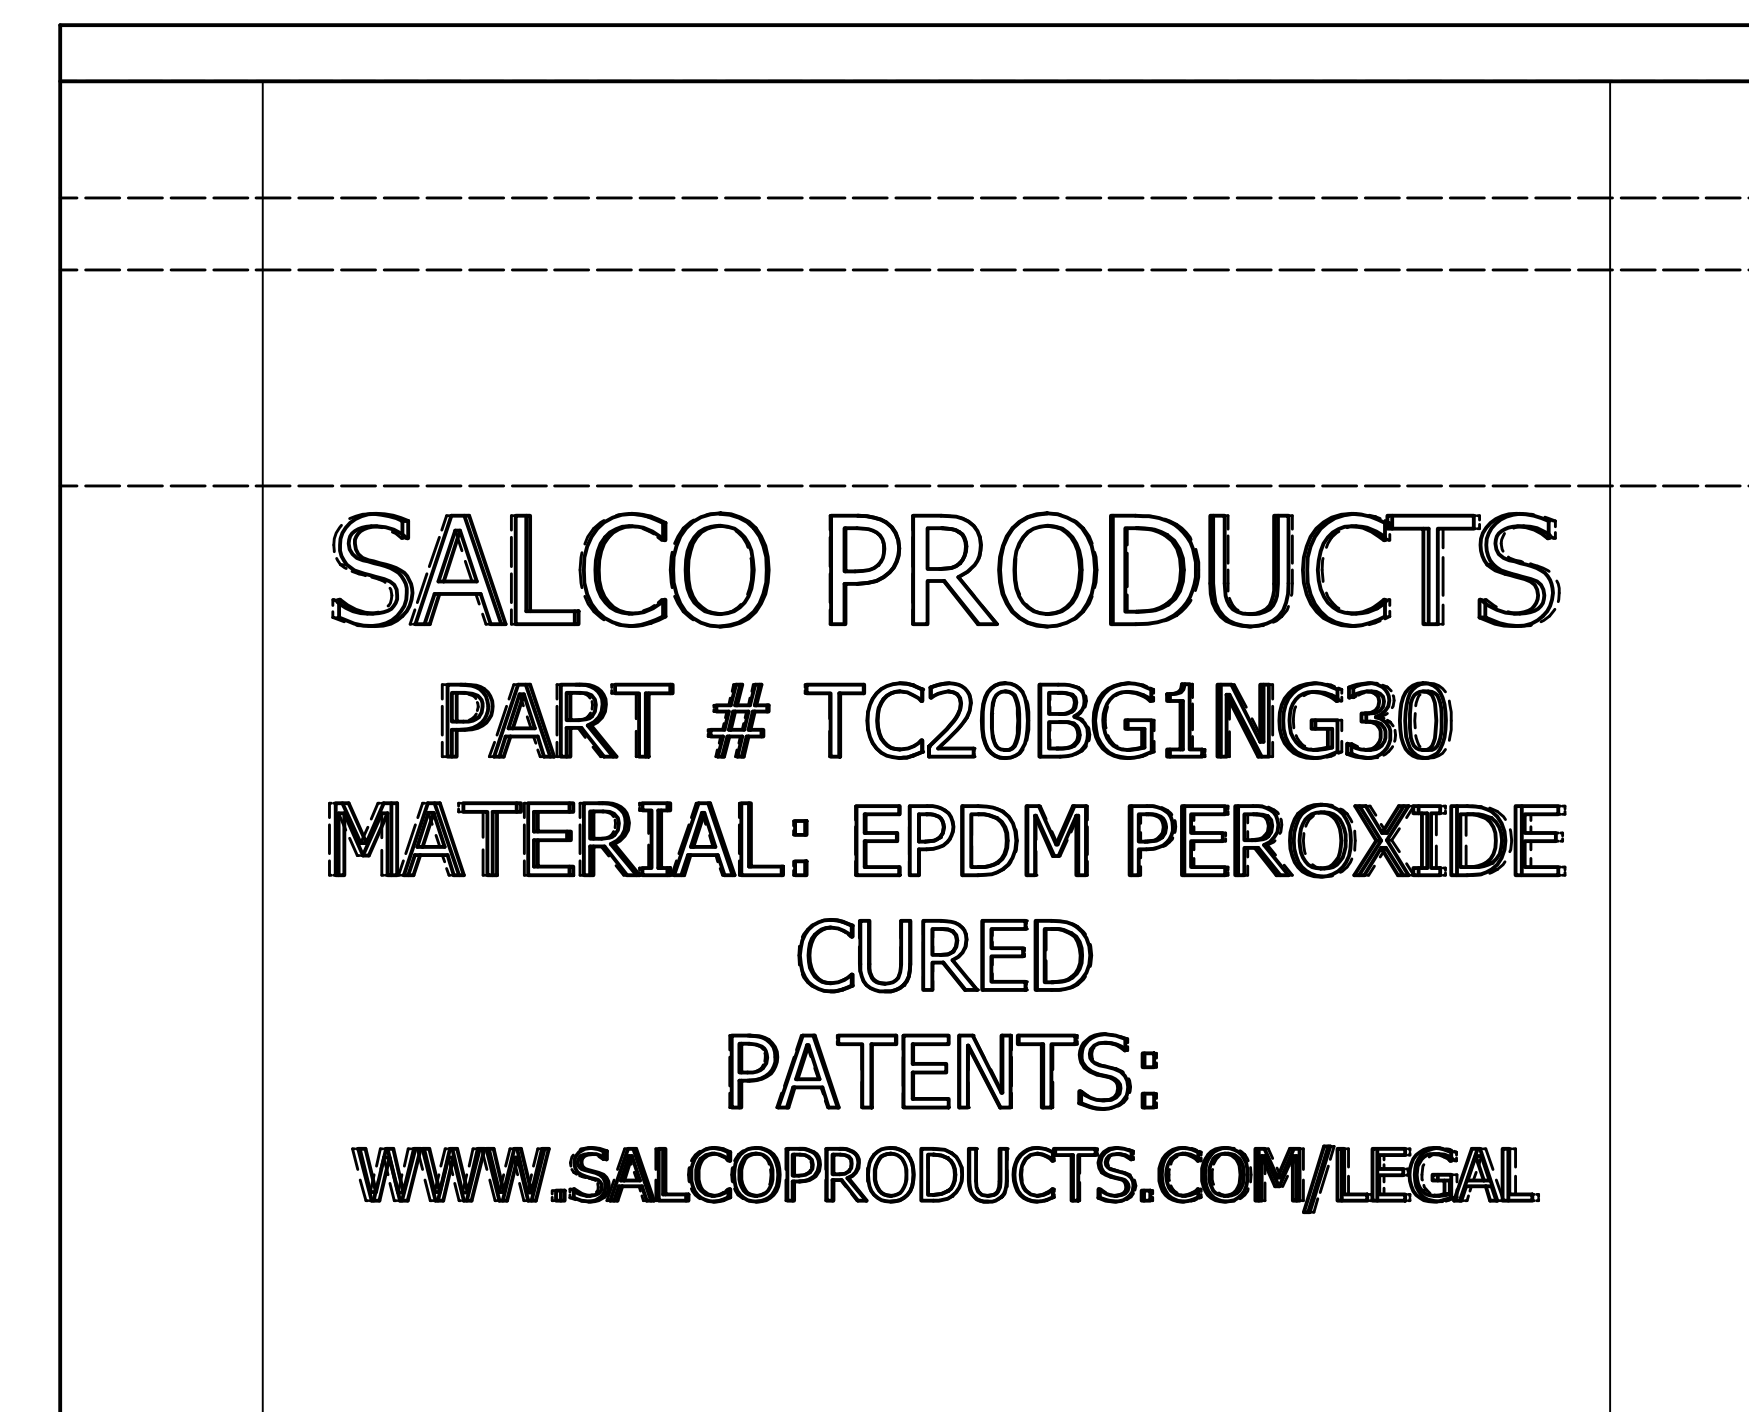 SALCO PRODUCTS
PART # TC20BG1NG30
MATERIAL: EPDM PEROXIDE
CURED
PATENTS:
WWW.SALCOPRODUCTS.COM/LEGAL